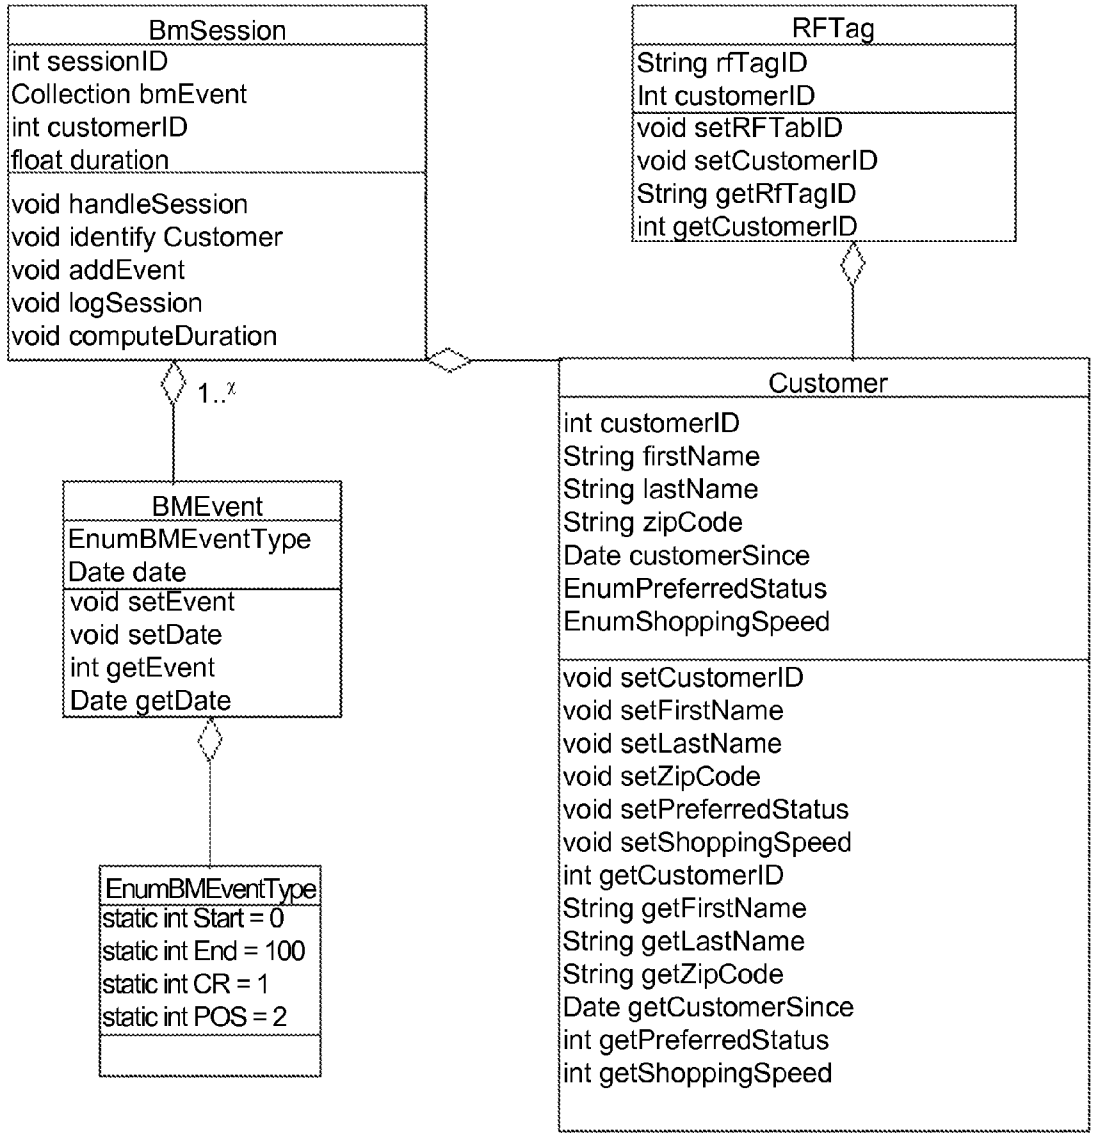 BmSession
int sessionID
Collection bmEvent
int customerID
float duration
void handleSession
void identify Customer
void addEvent
void logSession
void computeDuration
RFTag
String rfTagID
Int customerID
void setRFTabID
void setCustomerID
String getRfTagID
int getCustomerID
1..χ
BMEvent
EnumBMEventType
Date date
void setEvent
void setDate
int getEvent
Date getDate
EnumBMEventType
static int Start = 0
static int End = 100
static int CR = 1
static int POS = 2
Customer
int customerID
String firstName
String lastName
String zipCode
Date customerSince
EnumPreferredStatus
EnumShoppingSpeed
void setCustomerID
void setFirstName
void setLastName
void setZipCode
void setPreferredStatus
void setShoppingSpeed
int getCustomerID
String getFirstName
String getLastName
String getZipCode
Date getCustomerSince
int getPreferredStatus
int getShoppingSpeed